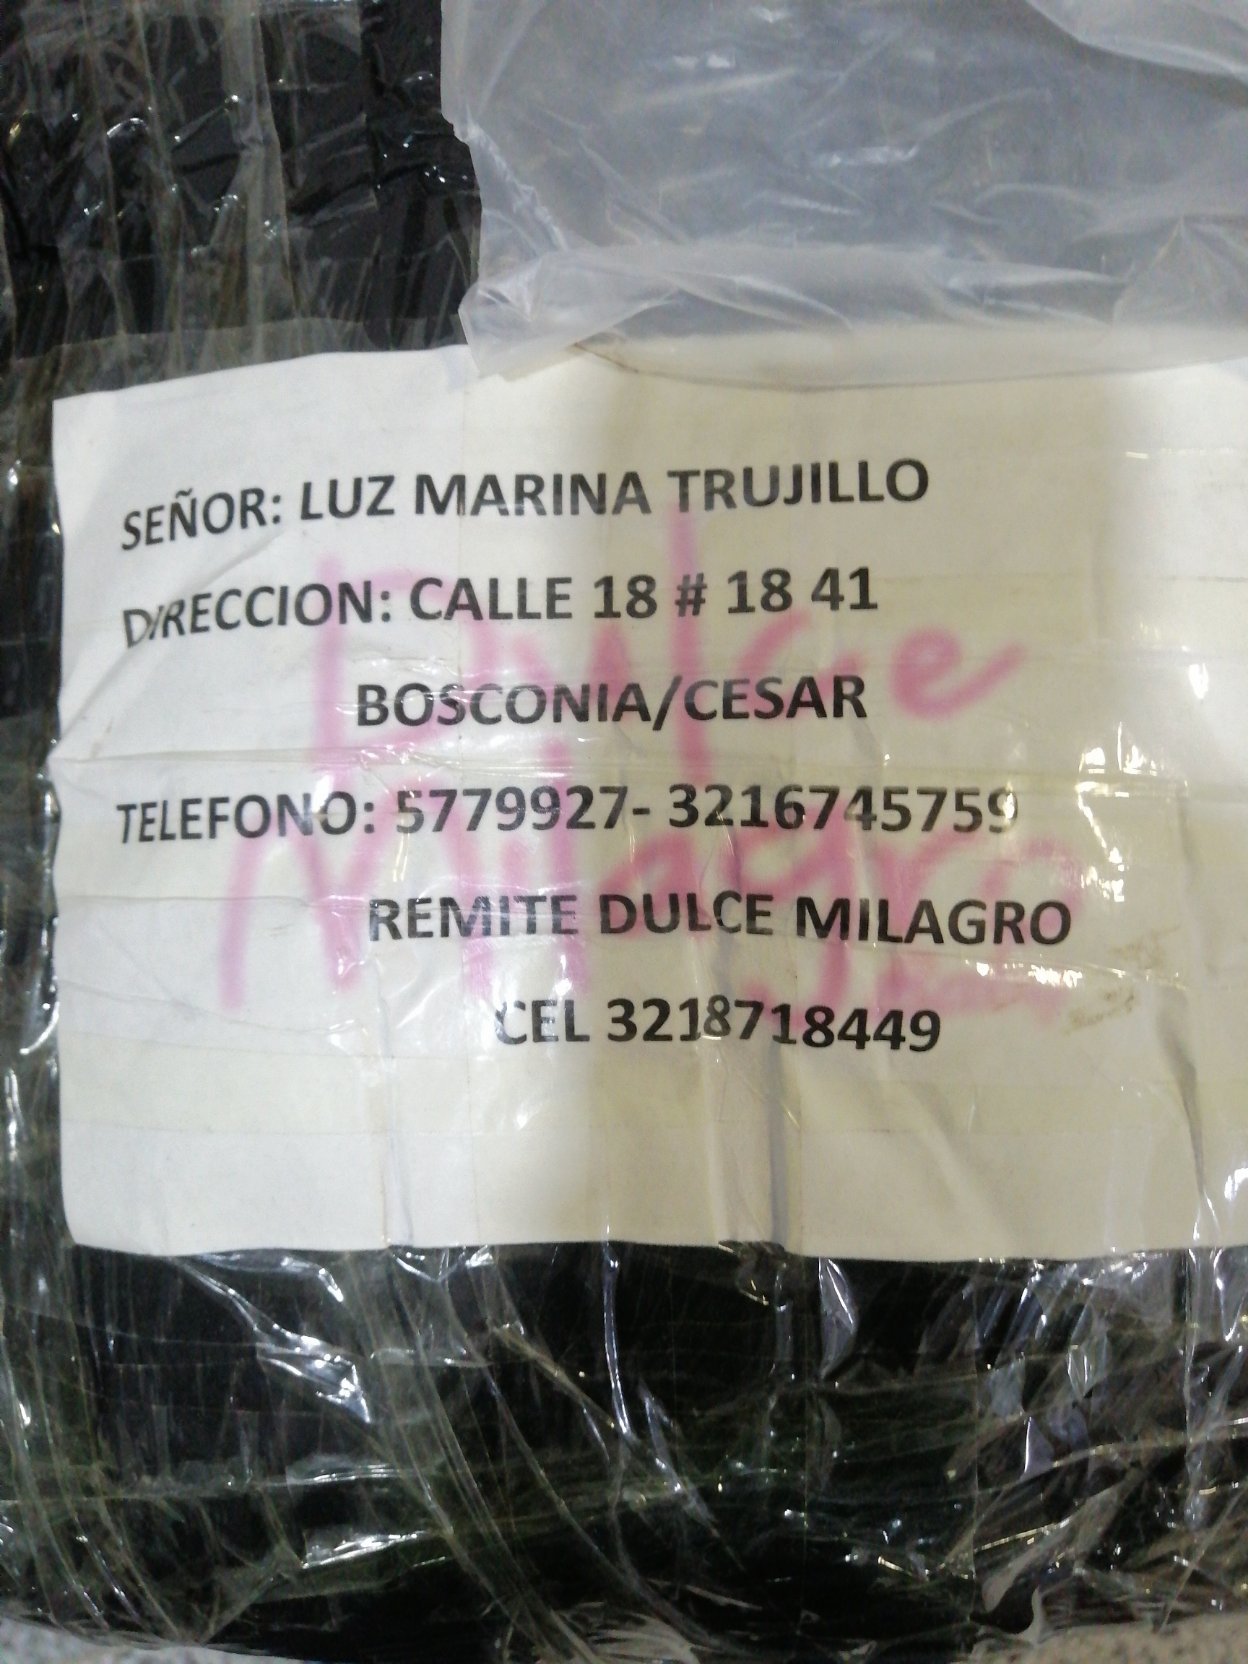 SEÑOR: LUZ MARINA TRUJILLO
DIRECCION: CALLE 18 # 18 41
BOSCONIA/CESAR
TELEFONO: 5779927- 3216745759
REMITE DULCE MILAGRO
CEL 3218718449
Dulce
Milagro